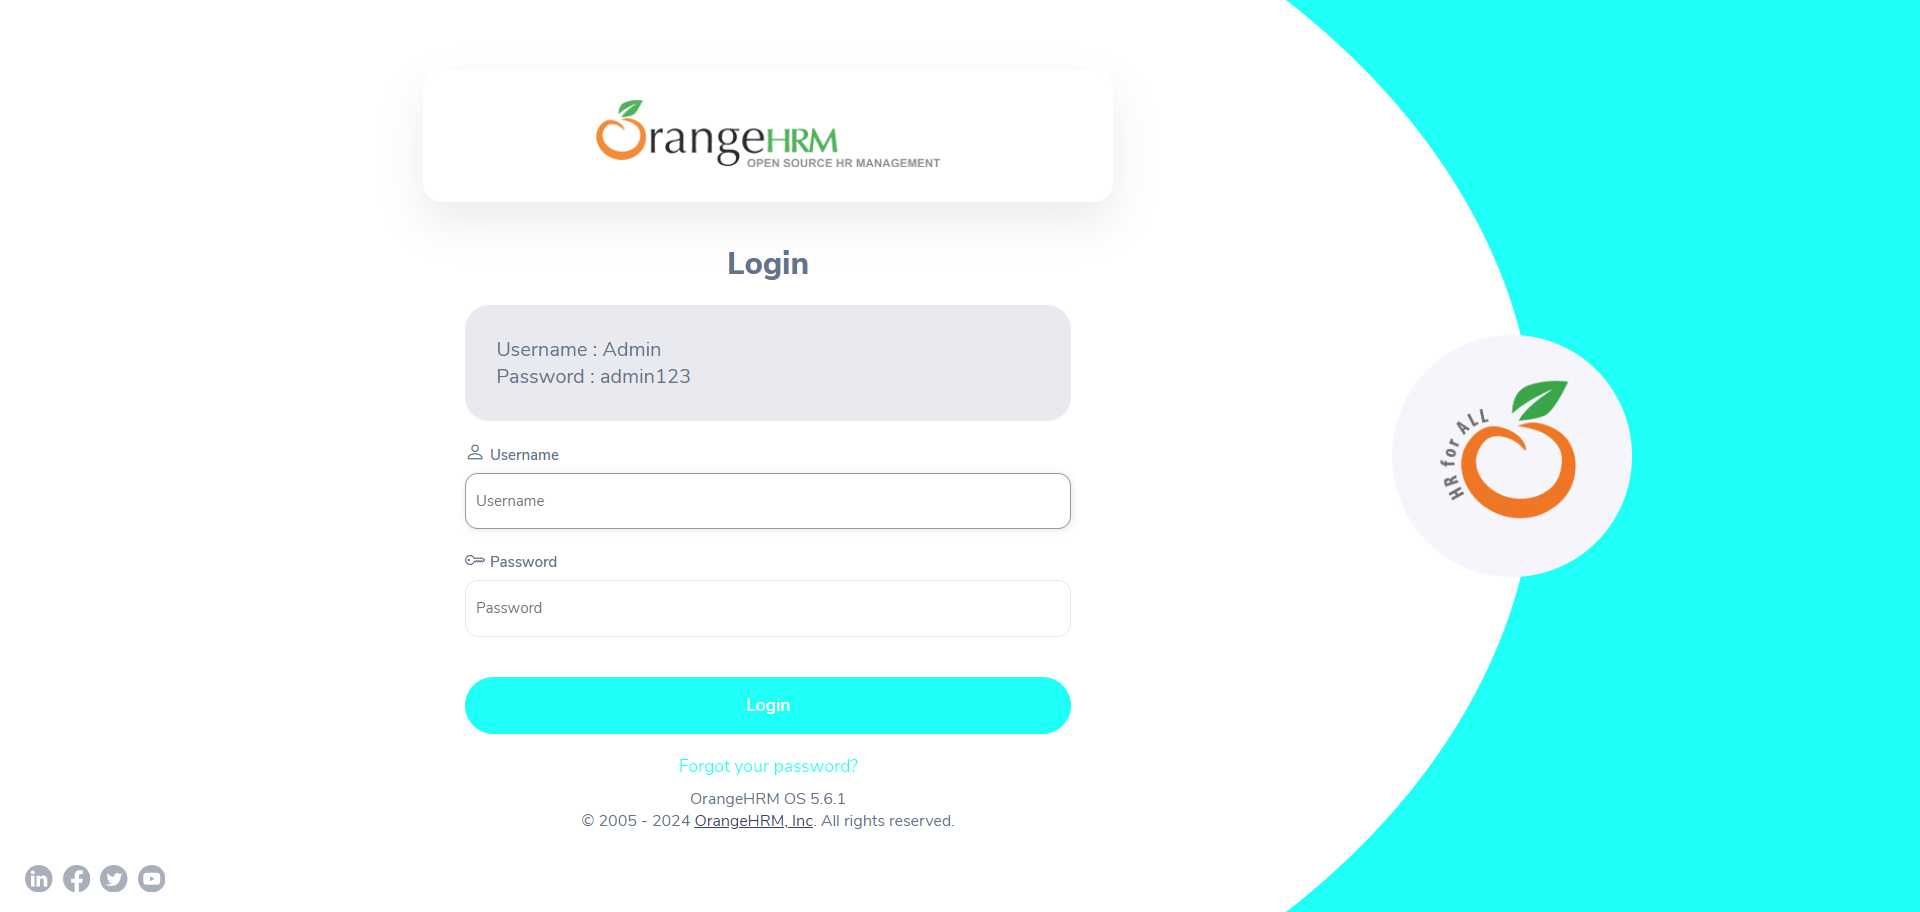 OrangeHRM
OPEN SOURCE HR MANAGEMENT
Login
Username : Admin
Password : admin123
Username
Username
Password
Password
Login
Forgot your password?
OrangeHRM OS 5.6.1
© 2005 - 2024 OrangeHRM, Inc. All rights reserved.
HR for ALL